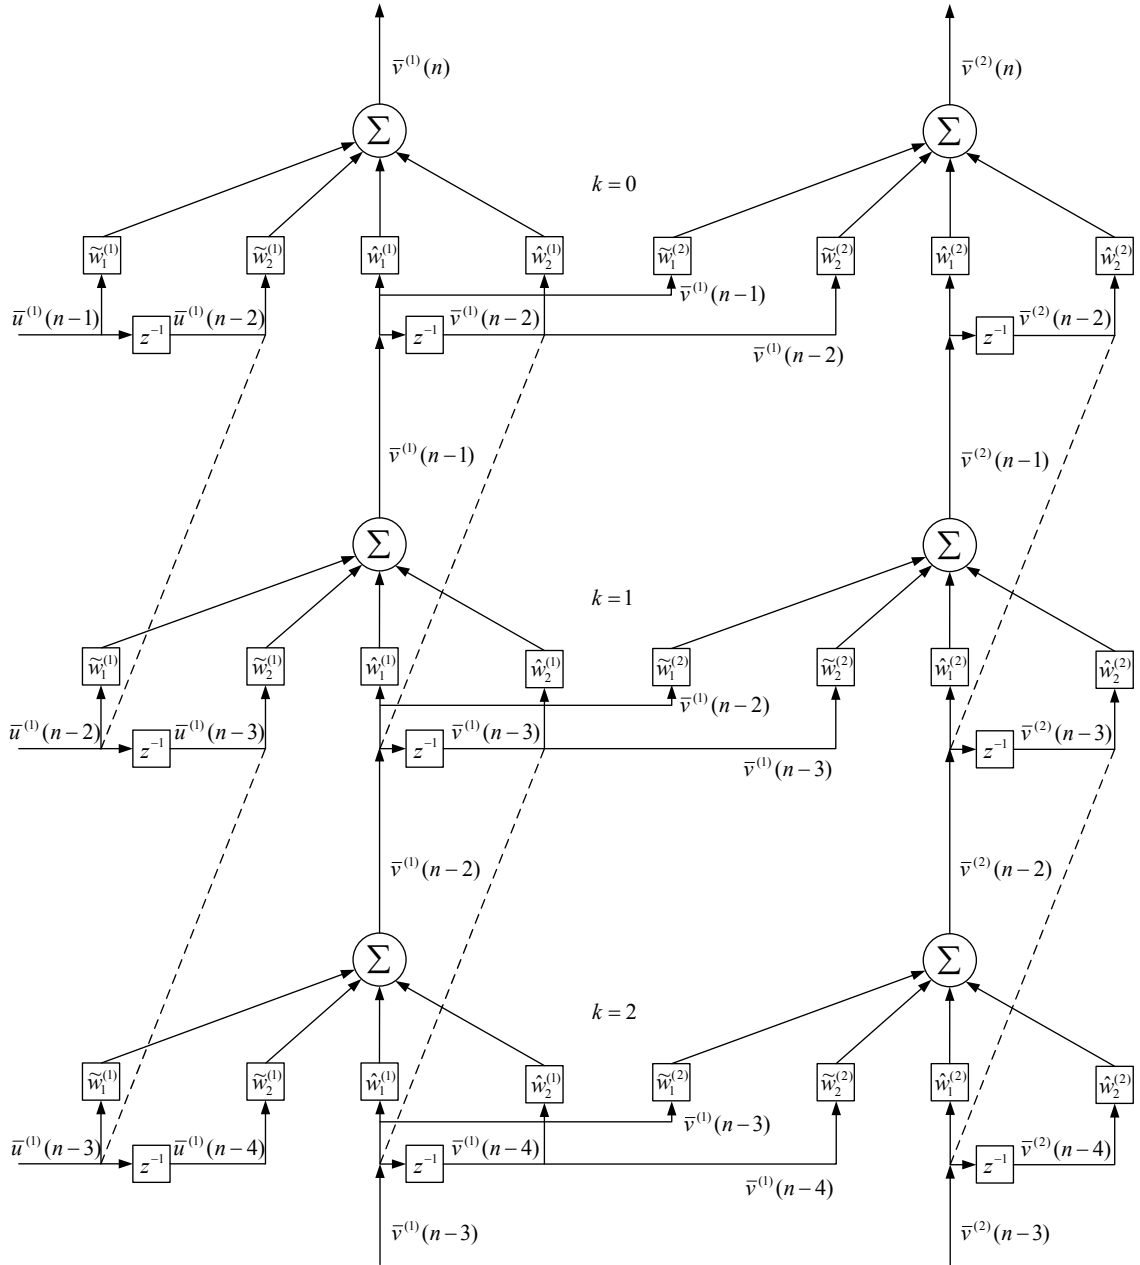 v̅⁽¹⁾(n) v̅⁽²⁾(n)
Σ Σ
k = 0
w̃₁⁽¹⁾ w̃₂⁽¹⁾ ŵ₁⁽¹⁾ ŵ₂⁽¹⁾ w̃₁⁽²⁾ w̃₂⁽²⁾ ŵ₁⁽²⁾ ŵ₂⁽²⁾
v̅⁽¹⁾(n−1)
u̅⁽¹⁾(n−1) u̅⁽¹⁾(n−2) v̅⁽¹⁾(n−2) v̅⁽²⁾(n−2)
z⁻¹ z⁻¹ z⁻¹
v̅⁽¹⁾(n−2)
v̅⁽¹⁾(n−1) v̅⁽²⁾(n−1)
Σ Σ
k = 1
w̃₁⁽¹⁾ w̃₂⁽¹⁾ ŵ₁⁽¹⁾ ŵ₂⁽¹⁾ w̃₁⁽²⁾ w̃₂⁽²⁾ ŵ₁⁽²⁾ ŵ₂⁽²⁾
v̅⁽¹⁾(n−2)
u̅⁽¹⁾(n−2) u̅⁽¹⁾(n−3) v̅⁽¹⁾(n−3) v̅⁽²⁾(n−3)
z⁻¹ z⁻¹ z⁻¹
v̅⁽¹⁾(n−3)
v̅⁽¹⁾(n−2) v̅⁽²⁾(n−2)
Σ Σ
k = 2
w̃₁⁽¹⁾ w̃₂⁽¹⁾ ŵ₁⁽¹⁾ ŵ₂⁽¹⁾ w̃₁⁽²⁾ w̃₂⁽²⁾ ŵ₁⁽²⁾ ŵ₂⁽²⁾
v̅⁽¹⁾(n−3)
u̅⁽¹⁾(n−3) u̅⁽¹⁾(n−4) v̅⁽¹⁾(n−4) v̅⁽²⁾(n−4)
z⁻¹ z⁻¹ z⁻¹
v̅⁽¹⁾(n−4)
v̅⁽¹⁾(n−3) v̅⁽²⁾(n−3)